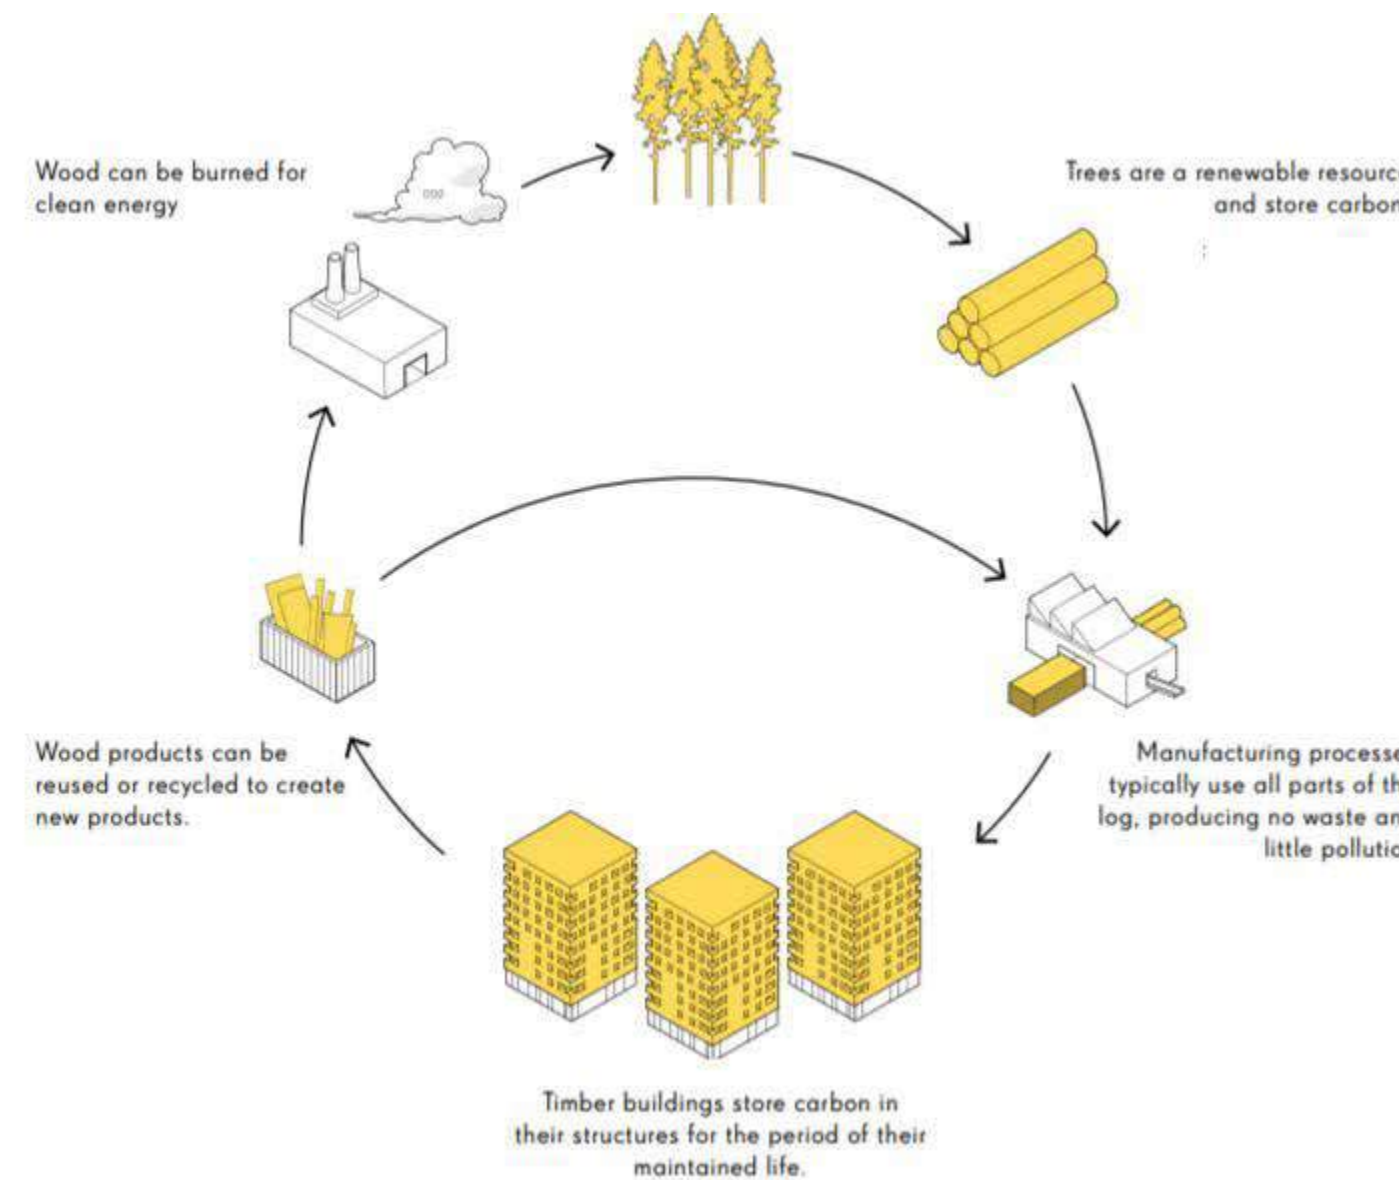 Wood can be burned for
clean energy
Trees are a renewable resourc
and store carbon
Wood products can be
reused or recycled to create
new products.
Manufacturing processe
typically use all parts of th
log, producing no waste an
little pollutio
Timber buildings store carbon in
their structures for the period of their
maintained life.